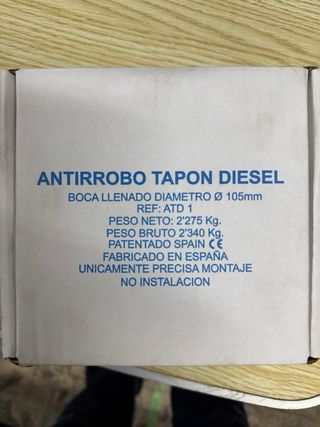 ANTIRROBO TAPON DIESEL
BOCA LLENADO DIAMETRO Ø 105mm
REF: ATD 1
PESO NETO: 2'275 Kg.
PESO BRUTO 2'340 Kg.
PATENTADO SPAIN CE
FABRICADO EN ESPAÑA
UNICAMENTE PRECISA MONTAJE
NO INSTALACION